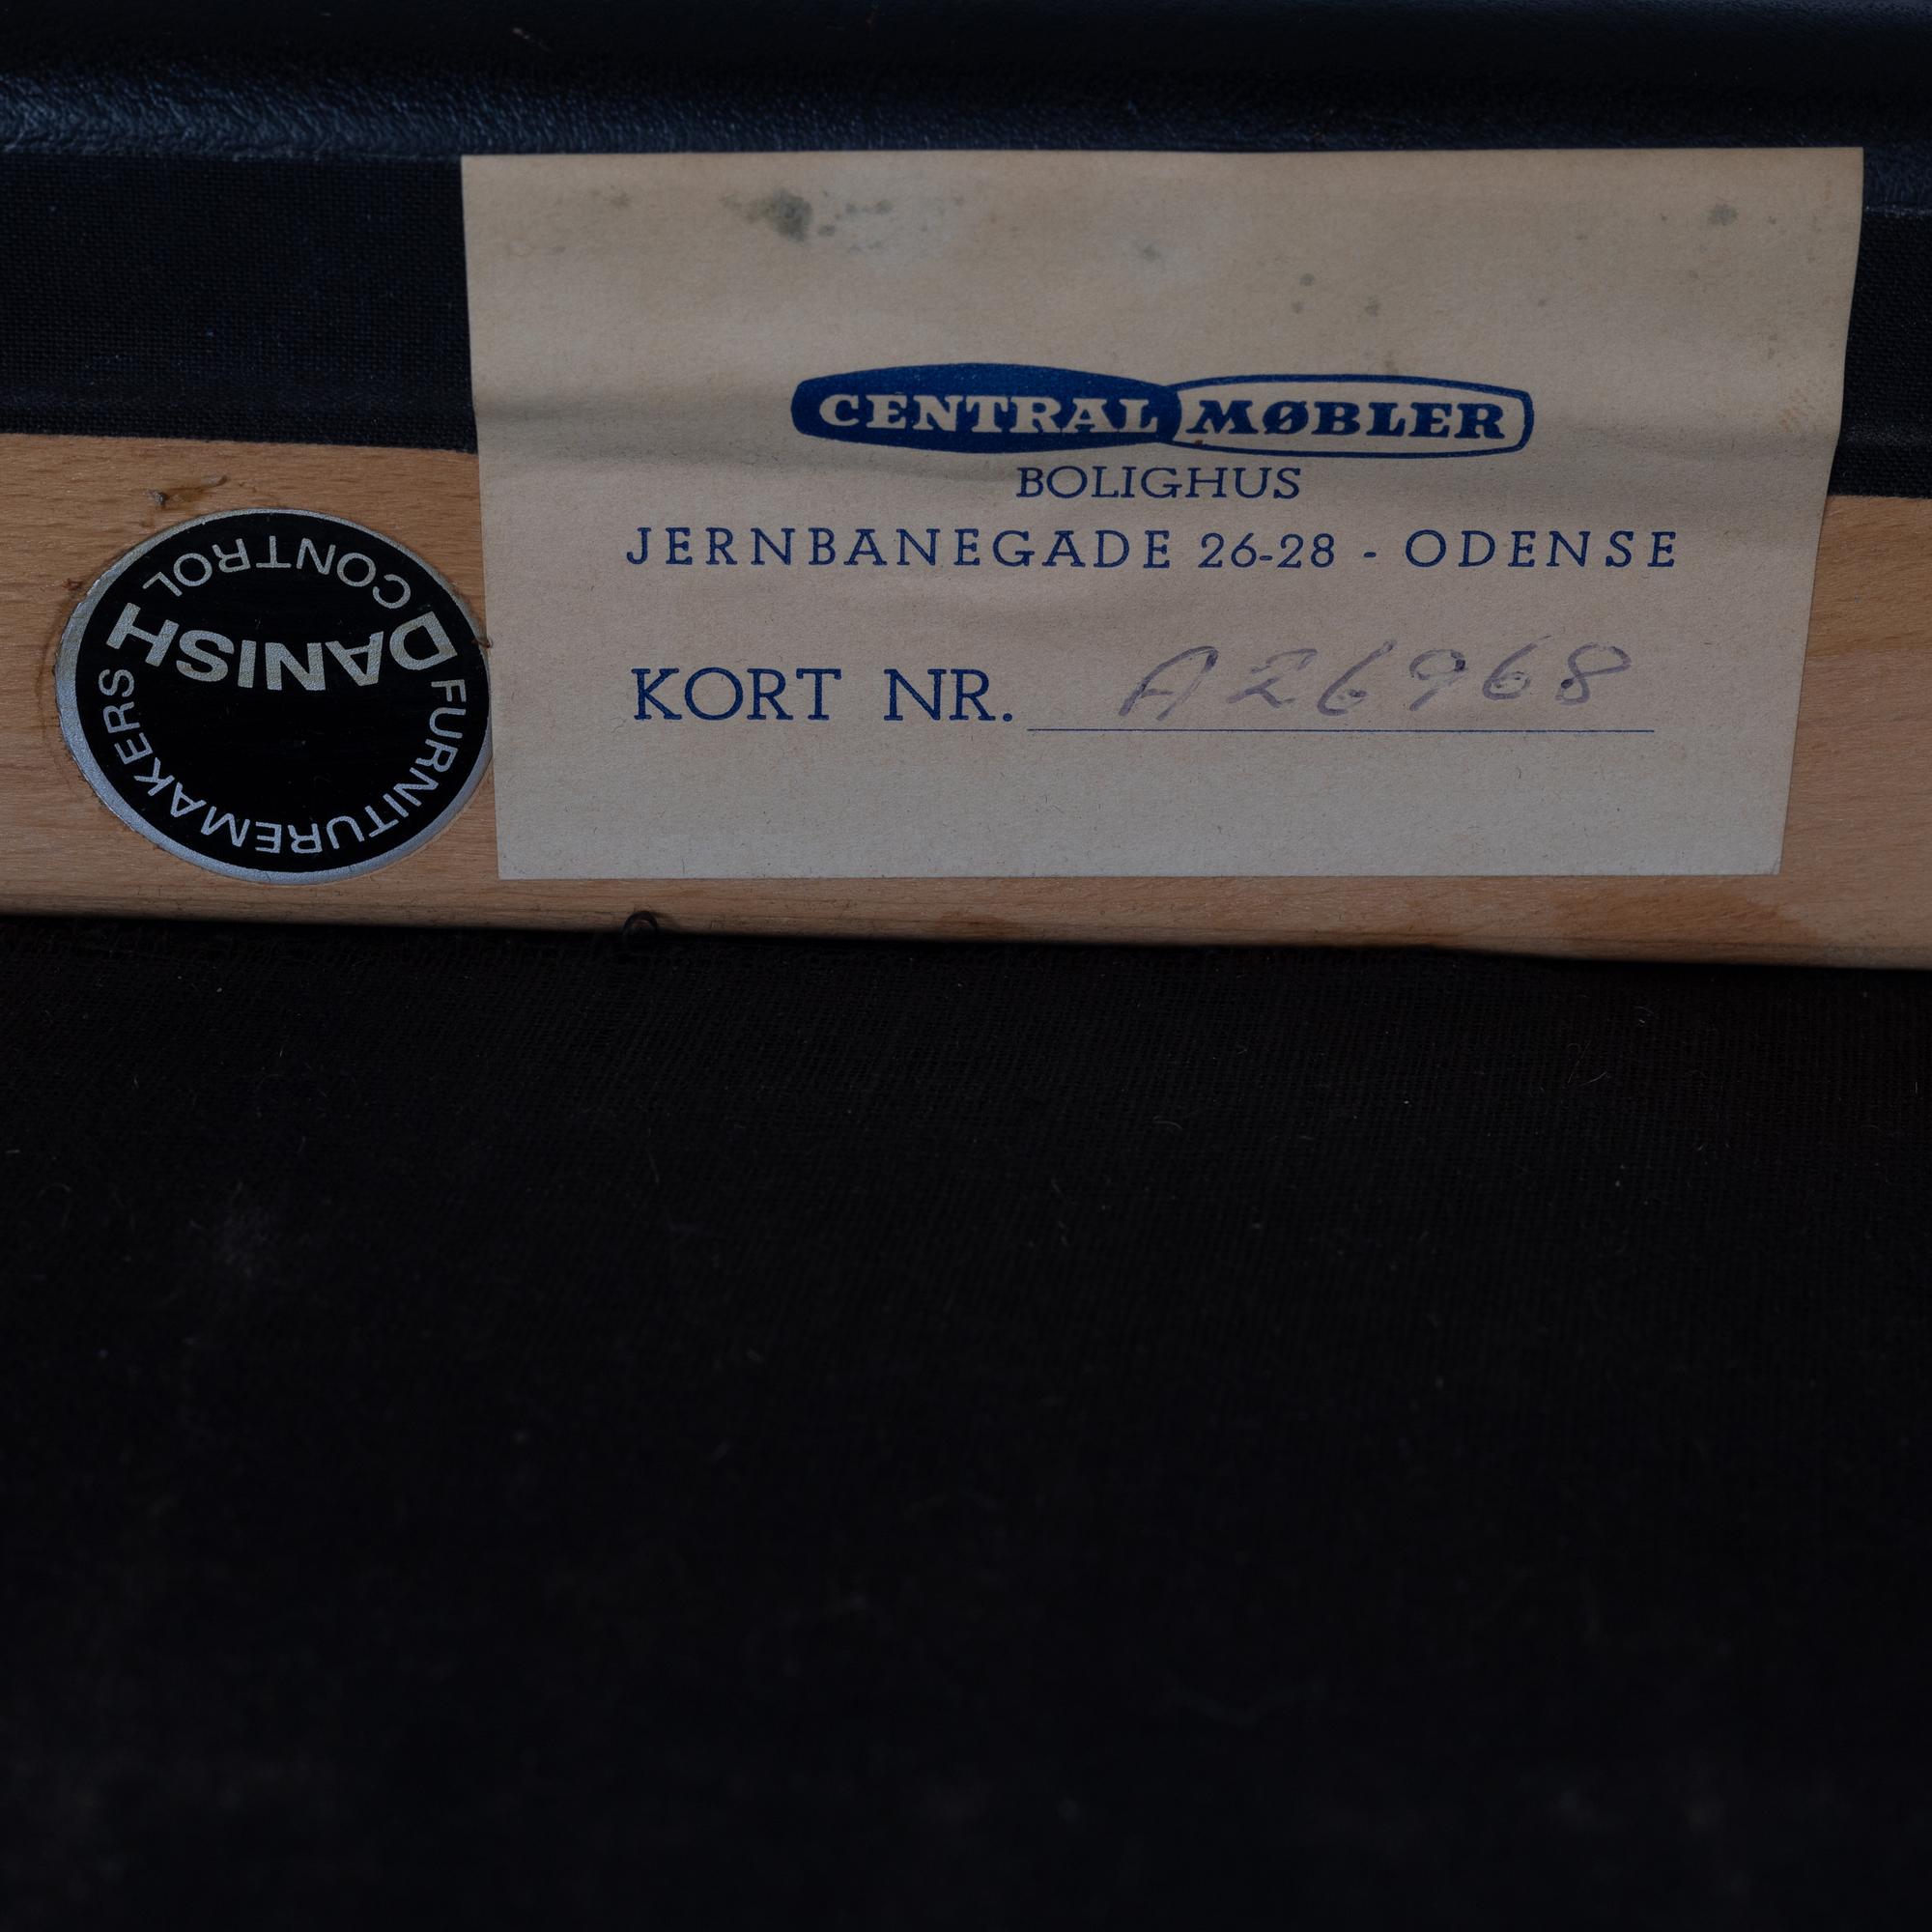 CENTRAL MØBLER
BOLIGHUS
JERNBANEGADE 26-28 - ODENSE
KORT NR. A26968
DANISH
FURNITUREMAKERS
CONTROL